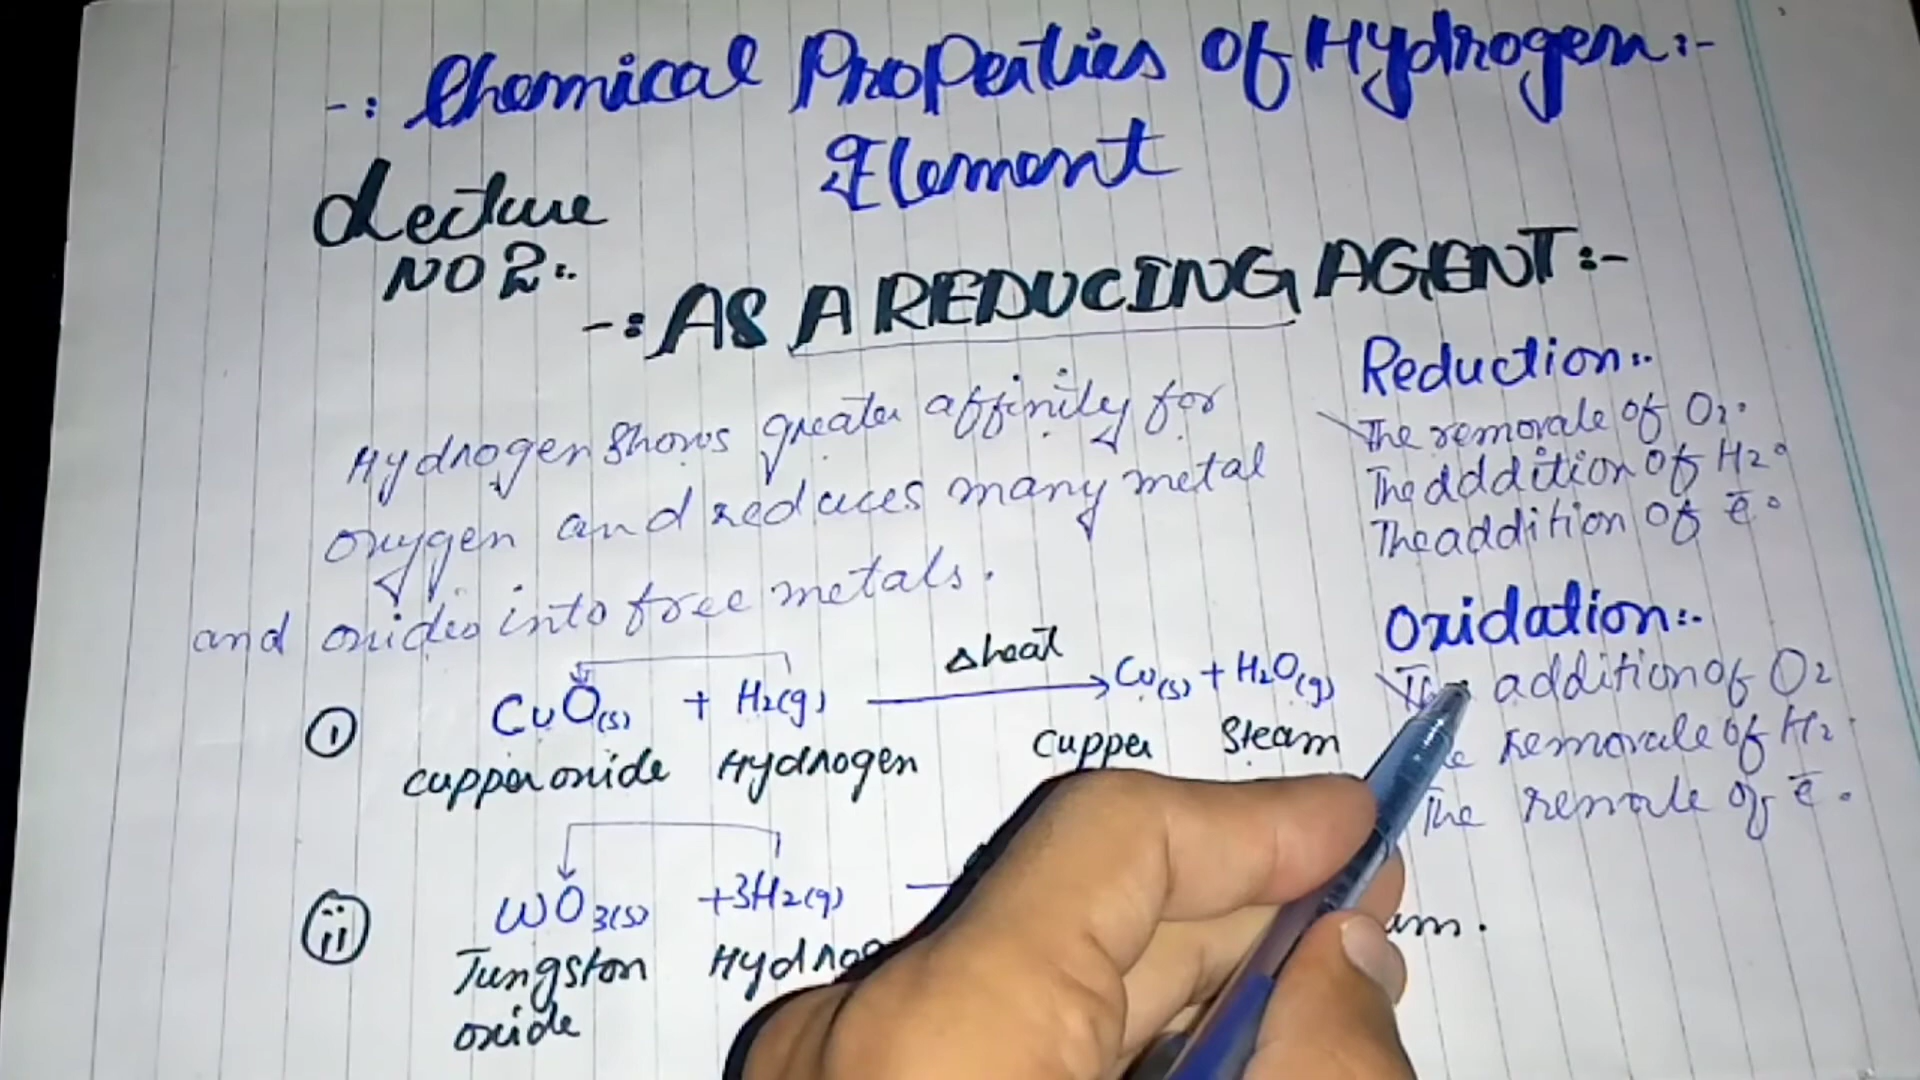 -: Chemical Properties of Hydrogen:-
Element
Lecture
NO 2:.
-: AS A REDUCING AGENT:-
Hydrogen shows greater affinity for
oxygen and reduces many metal
and oxides into free metals.
Reduction:.
The removale of O2.
The addition of H2.
The addition of e̅.
Oxidation:.
addition of O2
removale of H2.
The remole of e̅.
Δheat
(i) CuO(s) + H2(g) → Cu(s) + H2O(g)
Cupper oxide Hydrogen Cupper Steam
(ii) WO3(s) +3H2(g)
Tungston
oxide